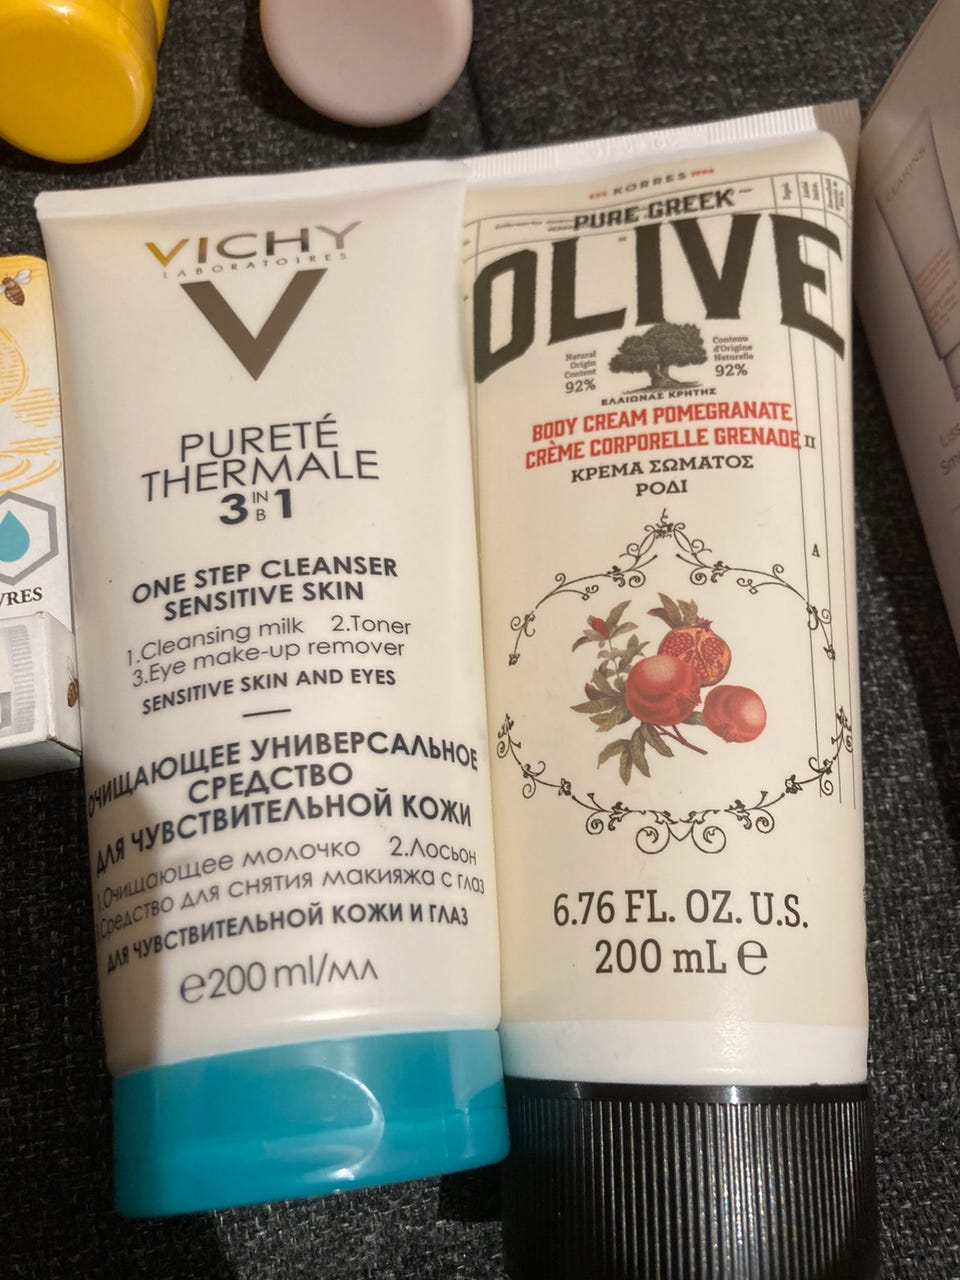 VICHY
LABORATOIRES
PURETÉ
THERMALE
3 IN В 1
ONE STEP CLEANSER
SENSITIVE SKIN
1.Cleansing milk 2.Toner
3.Eye make-up remover
SENSITIVE SKIN AND EYES
ОЧИЩАЮЩЕЕ УНИВЕРСАЛЬНОЕ
СРЕДСТВО
ДЛЯ ЧУВСТВИТЕЛЬНОЙ КОЖИ
1.Очищающее молочко 2.Лосьон
Средство для снятия макияжа с глаз
ДЛЯ ЧУВСТВИТЕЛЬНОЙ КОЖИ И ГЛАЗ
℮200 ml/мл
KORRES
PURE GREEK
OLIVE
Natural
Origin
Content
92%
Contenu
d'Origine
Naturelle
92%
ΕΛΑΙΩΝΑΣ ΚΡΗΤΗΣ
BODY CREAM POMEGRANATE
CRÈME CORPORELLE GRENADE
ΚΡΕΜΑ ΣΩΜΑΤΟΣ
ΡΟΔΙ
A
6.76 FL. OZ. U.S.
200 mL ℮
VRES
CLARINS